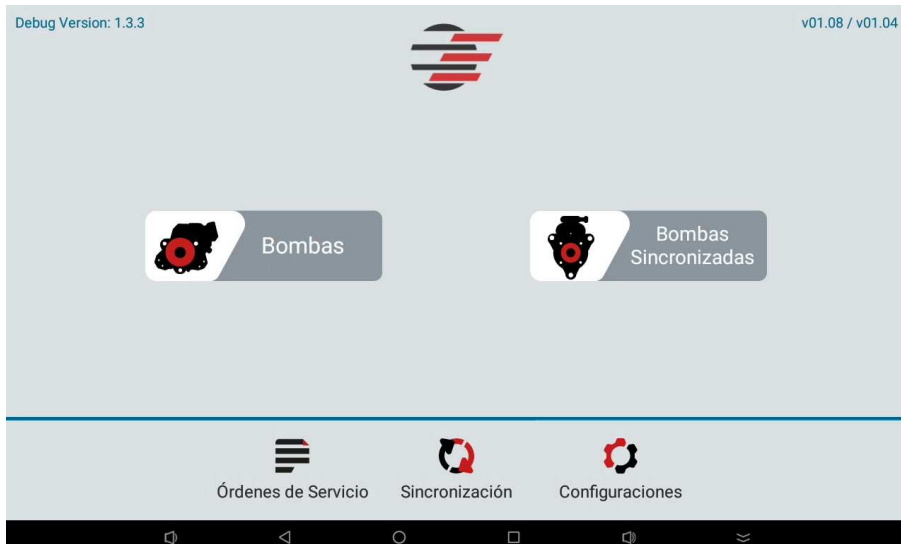 Debug Version: 1.3.3
v01.08 / v01.04
Bombas
Bombas
Sincronizadas
Órdenes de Servicio
Sincronización
Configuraciones